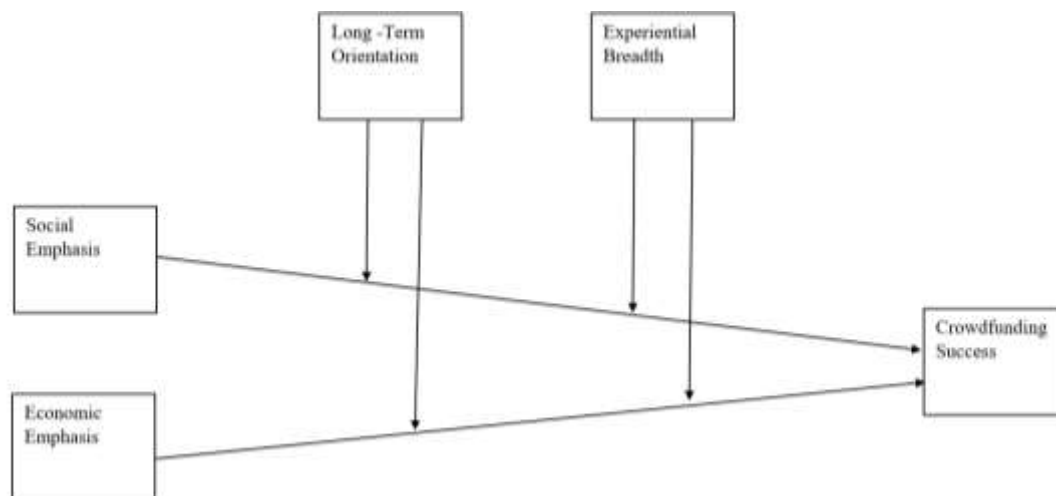 Long -Term
Orientation
Experiential
Breadth
Social
Emphasis
Crowdfunding
Success
Economic
Emphasis